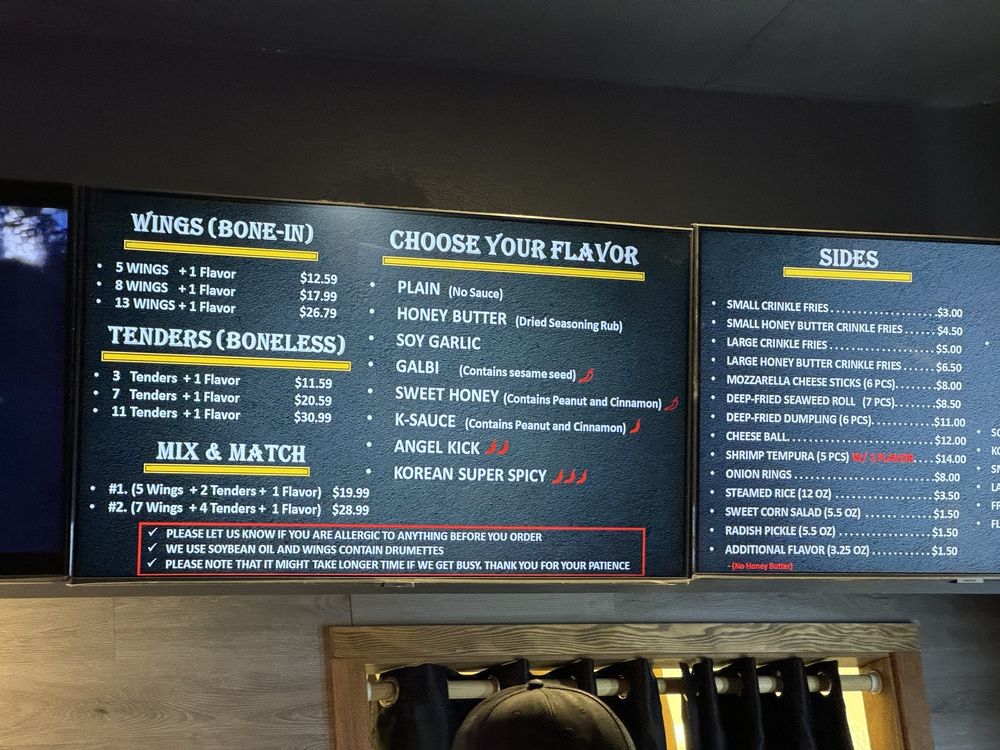 WINGS (BONE-IN)
• 5 WINGS + 1 Flavor $12.59
• 8 WINGS + 1 Flavor $17.99
• 13 WINGS + 1 Flavor $26.79
TENDERS (BONELESS)
• 3 Tenders + 1 Flavor $11.59
• 7 Tenders + 1 Flavor $20.59
• 11 Tenders + 1 Flavor $30.99
MIX & MATCH
• #1. (5 Wings + 2 Tenders + 1 Flavor) $19.99
• #2. (7 Wings + 4 Tenders + 1 Flavor) $28.99
CHOOSE YOUR FLAVOR
• PLAIN (No Sauce)
• HONEY BUTTER (Dried Seasoning Rub)
• SOY GARLIC
• GALBI (Contains sesame seed)
• SWEET HONEY (Contains Peanut and Cinnamon)
• K-SAUCE (Contains Peanut and Cinnamon)
• ANGEL KICK
• KOREAN SUPER SPICY
✓ PLEASE LET US KNOW IF YOU ARE ALLERGIC TO ANYTHING BEFORE YOU ORDER
✓ WE USE SOYBEAN OIL AND WINGS CONTAIN DRUMETTES
✓ PLEASE NOTE THAT IT MIGHT TAKE LONGER TIME IF WE GET BUSY. THANK YOU FOR YOUR PATIENCE
SIDES
• SMALL CRINKLE FRIES....................$3.00
• SMALL HONEY BUTTER CRINKLE FRIES ......$4.50
• LARGE CRINKLE FRIES....................$5.00
• LARGE HONEY BUTTER CRINKLE FRIES ......$6.50
• MOZZARELLA CHEESE STICKS (6 PCS).......$8.00
• DEEP-FRIED SEAWEED ROLL (7 PCS)........$8.50
• DEEP-FRIED DUMPLING (6 PCS)............$11.00
• CHEESE BALL............................$12.00
• SHRIMP TEMPURA (5 PCS) W/ 1 FLAVOR.....$14.00
• ONION RINGS............................$8.00
• STEAMED RICE (12 OZ) ..................$3.50
• SWEET CORN SALAD (5.5 OZ) .............$1.50
• RADISH PICKLE (5.5 OZ) ................$1.50
• ADDITIONAL FLAVOR (3.25 OZ) ...........$1.50
- (No Honey Butter)